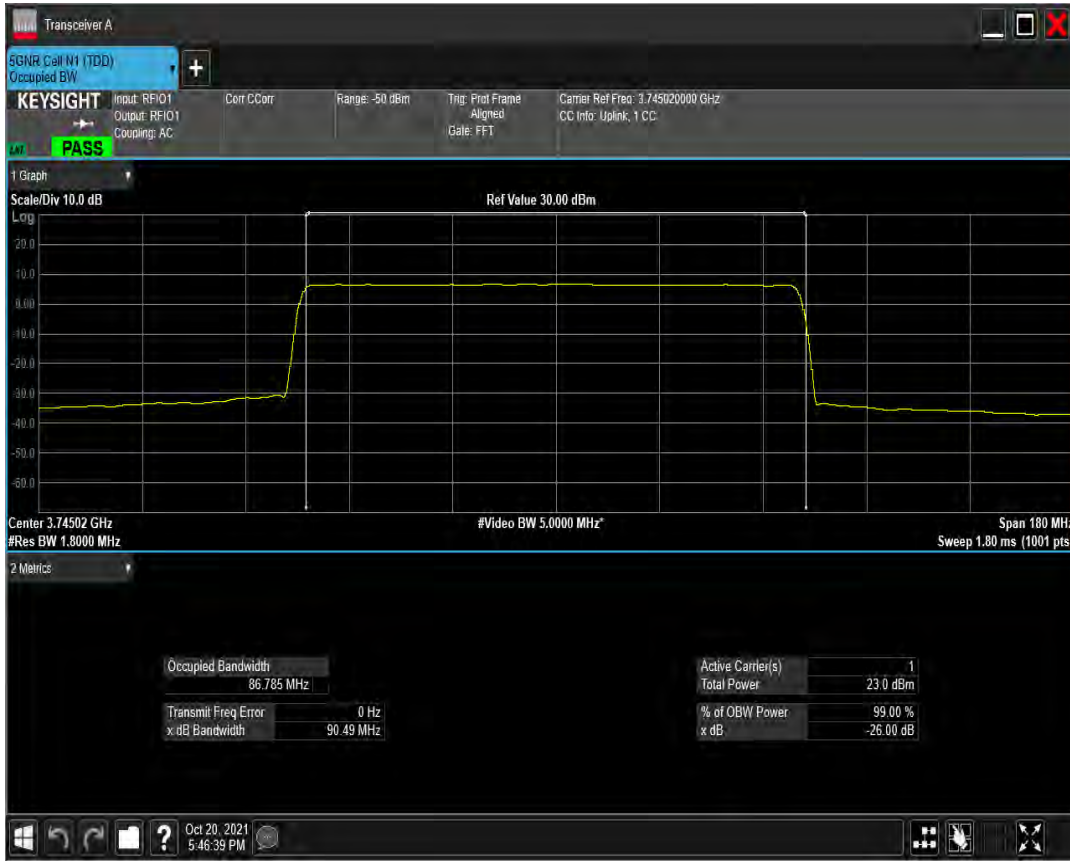 Transceiver A
5GNR Cell N1 (TDD)
Occupied BW
+
KEYSIGHT
Input: RFIO1
Output: RFIO1
Coupling: AC
Corr CCorr
Range: -50 dBm
Trig: Prot Frame
Aligned
Gate: FFT
Carrier Ref Freq: 3.745020000 GHz
CC Info: Uplink, 1 CC
PASS
1 Graph
Scale/Div 10.0 dB
Ref Value 30.00 dBm
Log
20.0
10.0
0.00
-10.0
-20.0
-30.0
-40.0
-50.0
-60.0
Center 3.74502 GHz
#Video BW 5.0000 MHz*
Span 180 MHz
#Res BW 1.8000 MHz
Sweep 1.80 ms (1001 pts
2 Metrics
Occupied Bandwidth
86.785 MHz
Transmit Freq Error 0 Hz
x dB Bandwidth 90.49 MHz
Active Carrier(s) 1
Total Power 23.0 dBm
% of OBW Power 99.00 %
x dB -26.00 dB
?
Oct 20, 2021
5:46:39 PM